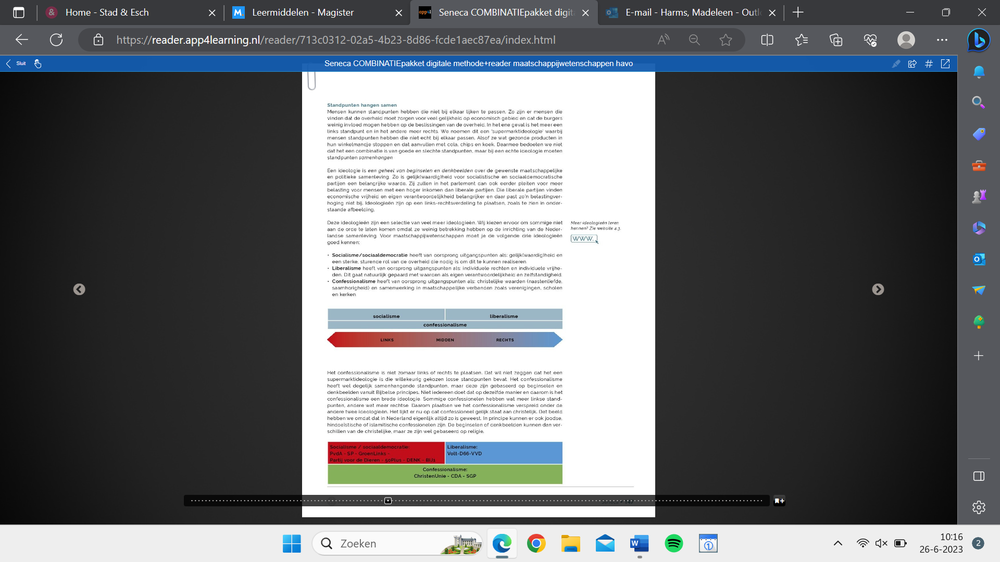 Home - Stad & Esch
Leermiddelen - Magister
Seneca COMBINATIEpakket digit
E-mail - Harms, Madeleen - Outl
https://reader.app4learning.nl/reader/713c0312-02a5-4b23-8d86-fcde1aec87ea/index.html
Sluit
Seneca COMBINATIEpakket digitale methode+reader maatschappijwetenschappen havo
Standpunten hangen samen
Mensen kunnen standpunten hebben die niet bij elkaar lijken te passen. Zo zijn er mensen die
vinden dat de overheid moet zorgen voor veel gelijkheid op economisch gebied en dat de burgers
weinig invloed mogen hebben op de beslissingen van de overheid. In het ene geval is het meer een
links standpunt en in het andere meer rechts. We noemen dit een 'supermarktideologie' waarbij
mensen standpunten hebben die niet echt bij elkaar passen. Alsof ze wat gezonde producten in
hun winkelmandje stoppen en dat aanvullen met cola, chips en koek. Daarmee bedoelen we niet
dat het een combinatie is van goede en slechte standpunten, maar bij een echte ideologie moeten
standpunten samenhangen.
Een ideologie is een geheel van beginselen en denkbeelden over de gewenste maatschappelijke
en politieke samenleving. Zo is gelijk(waardig)heid voor socialistische en sociaaldemocratische
partijen een belangrijke waarde. Zij zullen in het parlement dan ook eerder pleiten voor meer
belasting voor mensen met een hoger inkomen dan liberale partijen. Die liberale partijen vinden
economische vrijheid en eigen verantwoordelijkheid belangrijker en daar past zo'n belastingver-
hoging niet bij. Ideologieën zijn op een links-rechtsverdeling te plaatsen, zoals te zien in onder-
staande afbeelding.
Deze ideologieën zijn een selectie van veel meer ideologieën. Wij kiezen ervoor om sommige niet
aan de orde te laten komen omdat ze weinig betrekking hebben op de inrichting van de Neder-
landse samenleving. Voor maatschappijwetenschappen moet je de volgende drie ideologieën
goed kennen:
Meer ideologieën leren
kennen? Zie website 4.3.
WWW.
• Socialisme/sociaaldemocratie heeft van oorsprong uitgangspunten als: gelijk(waardig)heid en
een sterke, sturende rol van de overheid die nodig is om dit te kunnen realiseren.
• Liberalisme heeft van oorsprong uitgangspunten als: individuele rechten en individuele vrijhe-
den. Dit gaat natuurlijk gepaard met waarden als eigen verantwoordelijkheid en zelfstandigheid.
• Confessionalisme heeft van oorsprong uitgangspunten als: christelijke waarden (naastenliefde,
saamhorigheid) en samenwerking in maatschappelijke verbanden zoals verenigingen, scholen
en kerken.
socialisme liberalisme
confessionalisme
LINKS MIDDEN RECHTS
Het confessionalisme is niet zomaar links of rechts te plaatsen. Dat wil niet zeggen dat het een
supermarktideologie is die willekeurig gekozen losse standpunten bevat. Het confessionalisme
heeft wel degelijk samenhangende standpunten, maar deze zijn gebaseerd op beginselen en
denkbeelden vanuit Bijbelse principes. Niet iedereen doet dat op dezelfde manier en daarom is het
confessionalisme een brede ideologie. Sommige confessionelen hebben wat meer linkse stand-
punten, andere wat meer rechtse. Daarom plaatsen we het confessionalisme verspreid onder de
andere twee ideologieën. Het lijkt er nu op dat confessioneel gelijk staat aan christelijk. Dat beeld
hebben we omdat dat in Nederland eigenlijk altijd zo is geweest. In principe kunnen er ook joodse,
hindoeïstische of islamitische confessionelen zijn. De beginselen of denkbeelden kunnen dan ver-
schillen van de christelijke, maar ze zijn wel gebaseerd op religie.
Socialisme / sociaaldemocratie:
PvdA - SP - GroenLinks -
Partij voor de Dieren - 50Plus - DENK - BIJ1
Liberalisme:
Volt-D66-VVD
Confessionalisme:
ChristenUnie - CDA - SGP
Zoeken
10:16
26-6-2023
2